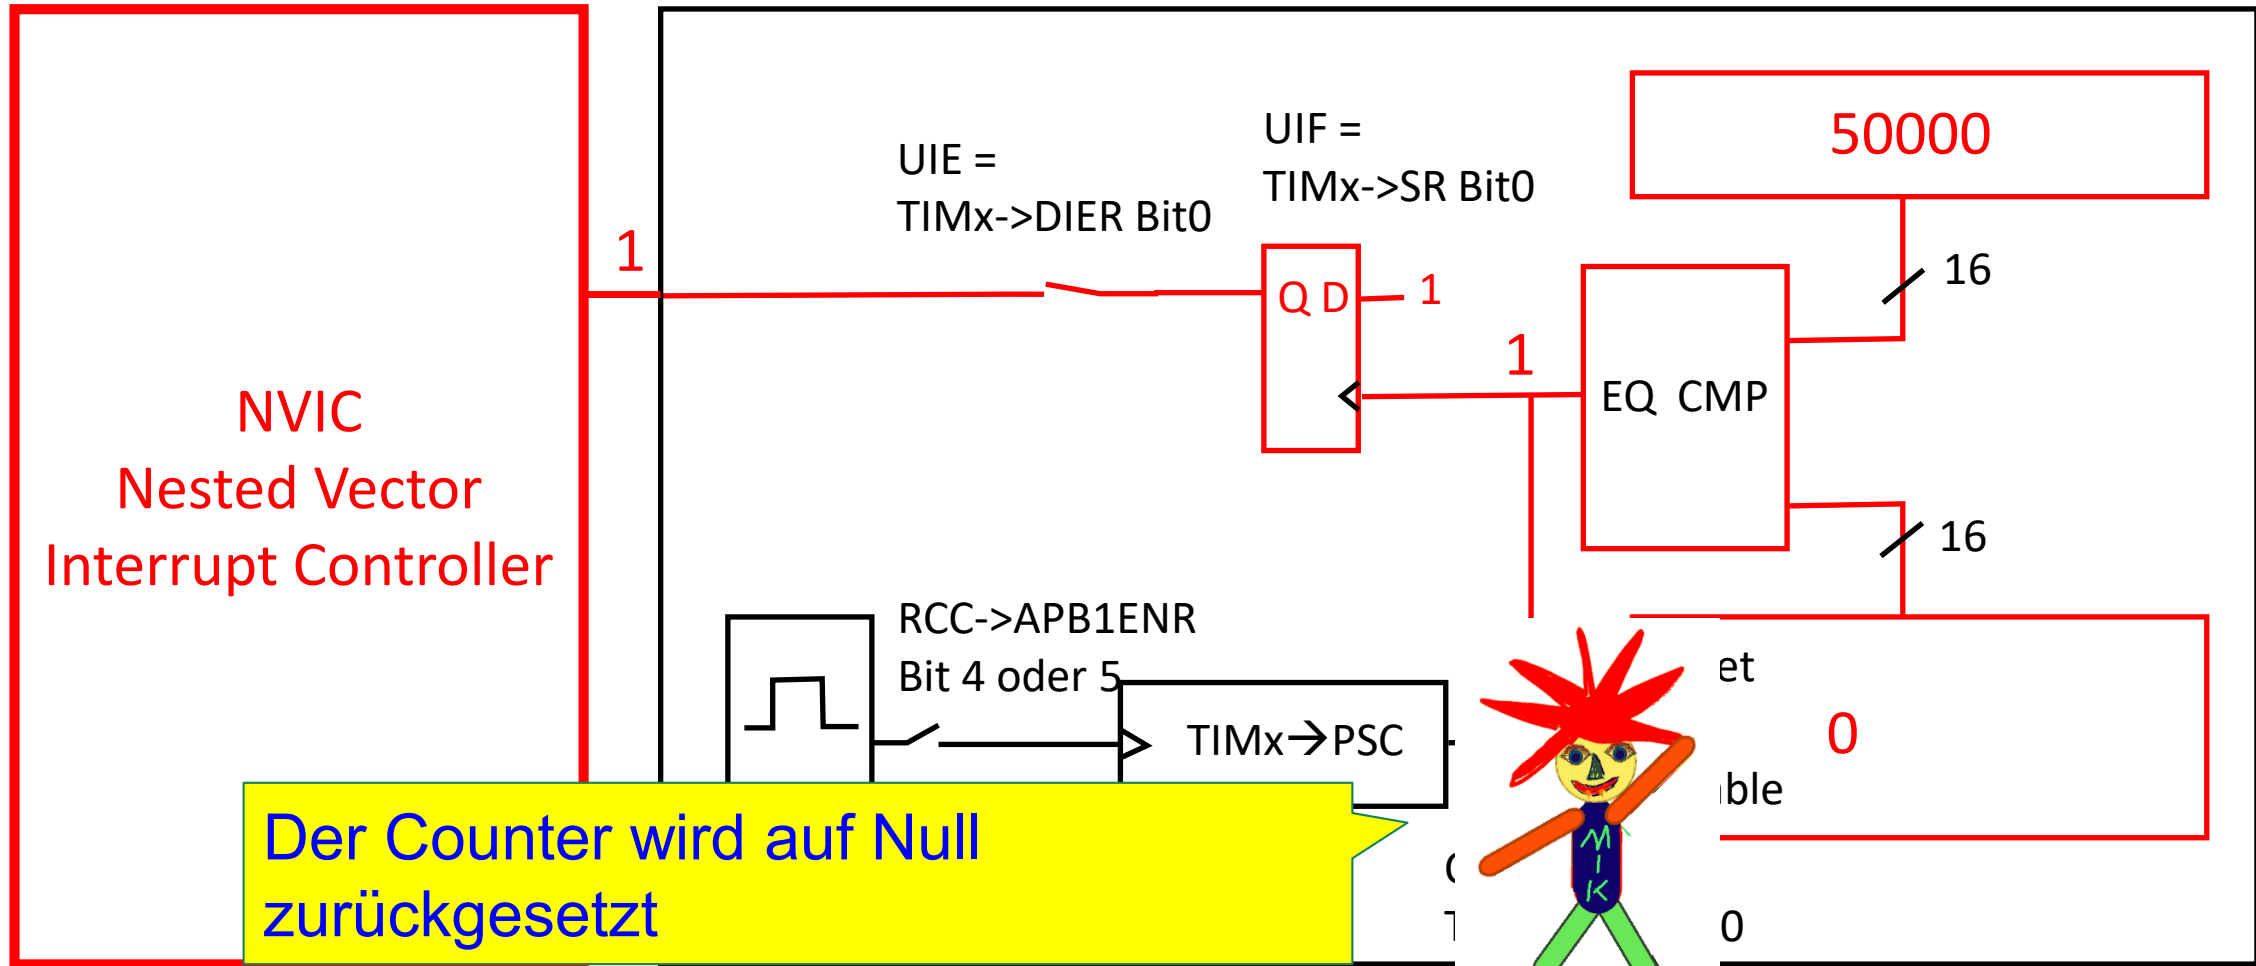 NVIC
Nested Vector
Interrupt Controller
1
UIE =
TIMx->DIER Bit0
UIF =
TIMx->SR Bit0
50000
16
Q D
1
1
EQ CMP
16
RCC->APB1ENR
Bit 4 oder 5
TIMx→PSC
et
0
ble
0
MIK
Der Counter wird auf Null
zurückgesetzt